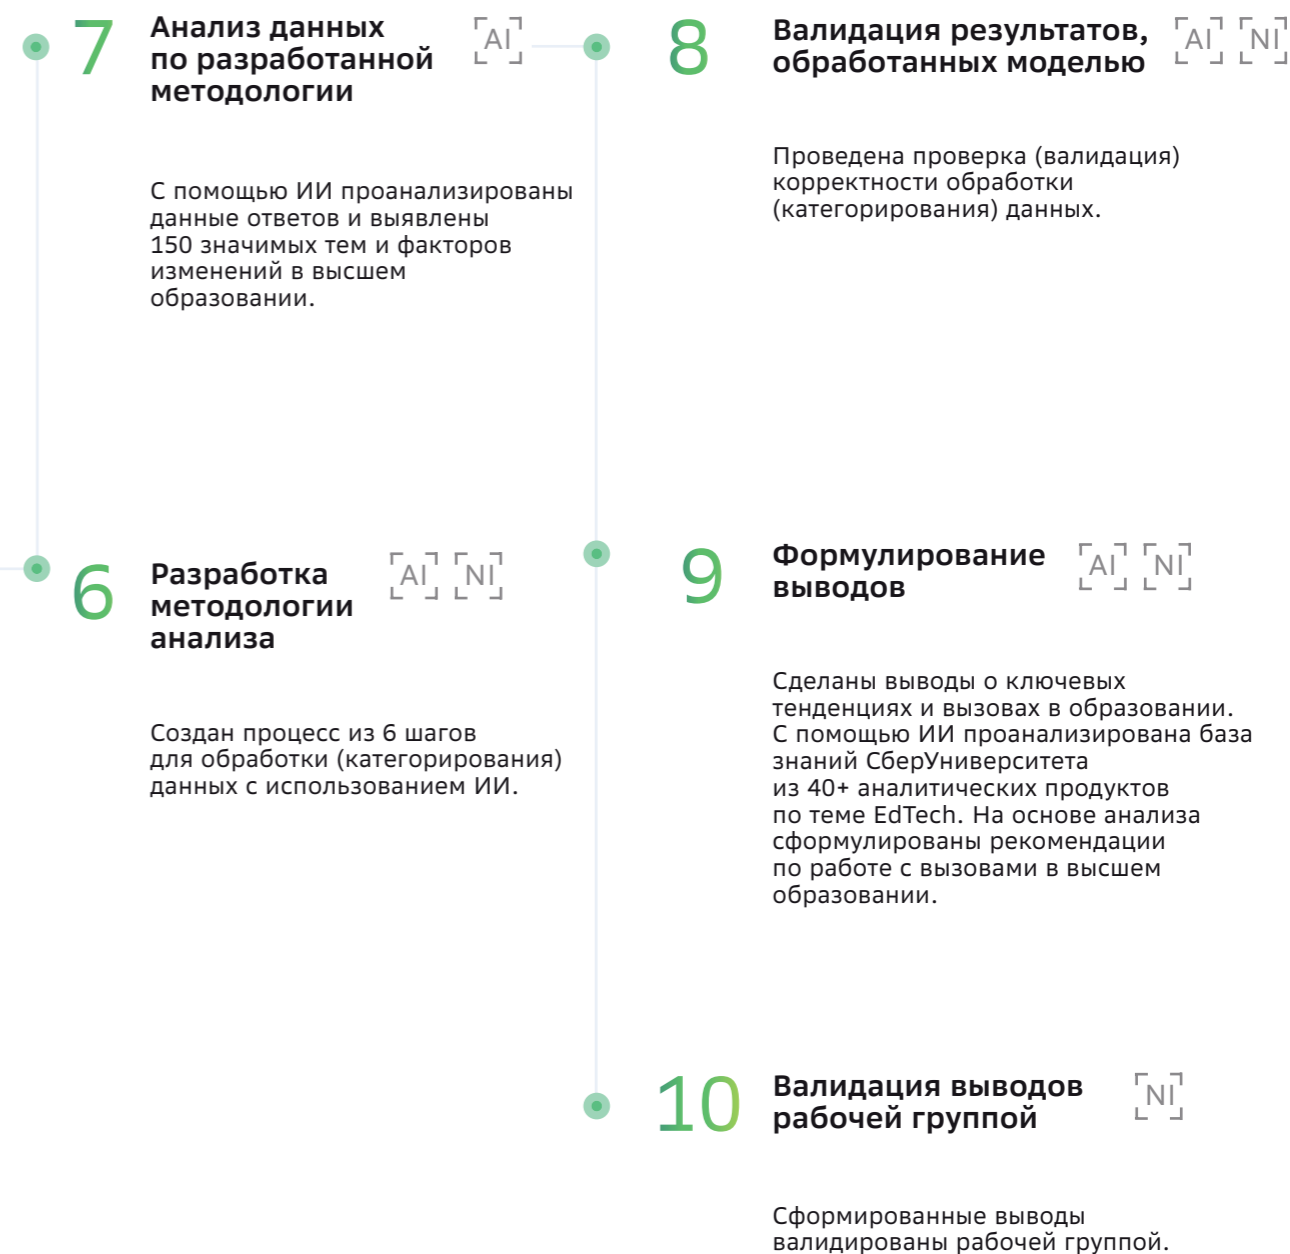 7
Анализ данных
по разработанной
методологии
AI
С помощью ИИ проанализированы
данные ответов и выявлены
150 значимых тем и факторов
изменений в высшем
образовании.
6
Разработка
методологии
анализа
AI NI
Создан процесс из 6 шагов
для обработки (категорирования)
данных с использованием ИИ.
8
Валидация результатов,
обработанных моделью
AI NI
Проведена проверка (валидация)
корректности обработки
(категорирования) данных.
9
Формулирование
выводов
AI NI
Сделаны выводы о ключевых
тенденциях и вызовах в образовании.
С помощью ИИ проанализирована база
знаний СберУниверситета
из 40+ аналитических продуктов
по теме EdTech. На основе анализа
сформулированы рекомендации
по работе с вызовами в высшем
образовании.
10
Валидация выводов
рабочей группой
NI
Сформированные выводы
валидированы рабочей группой.